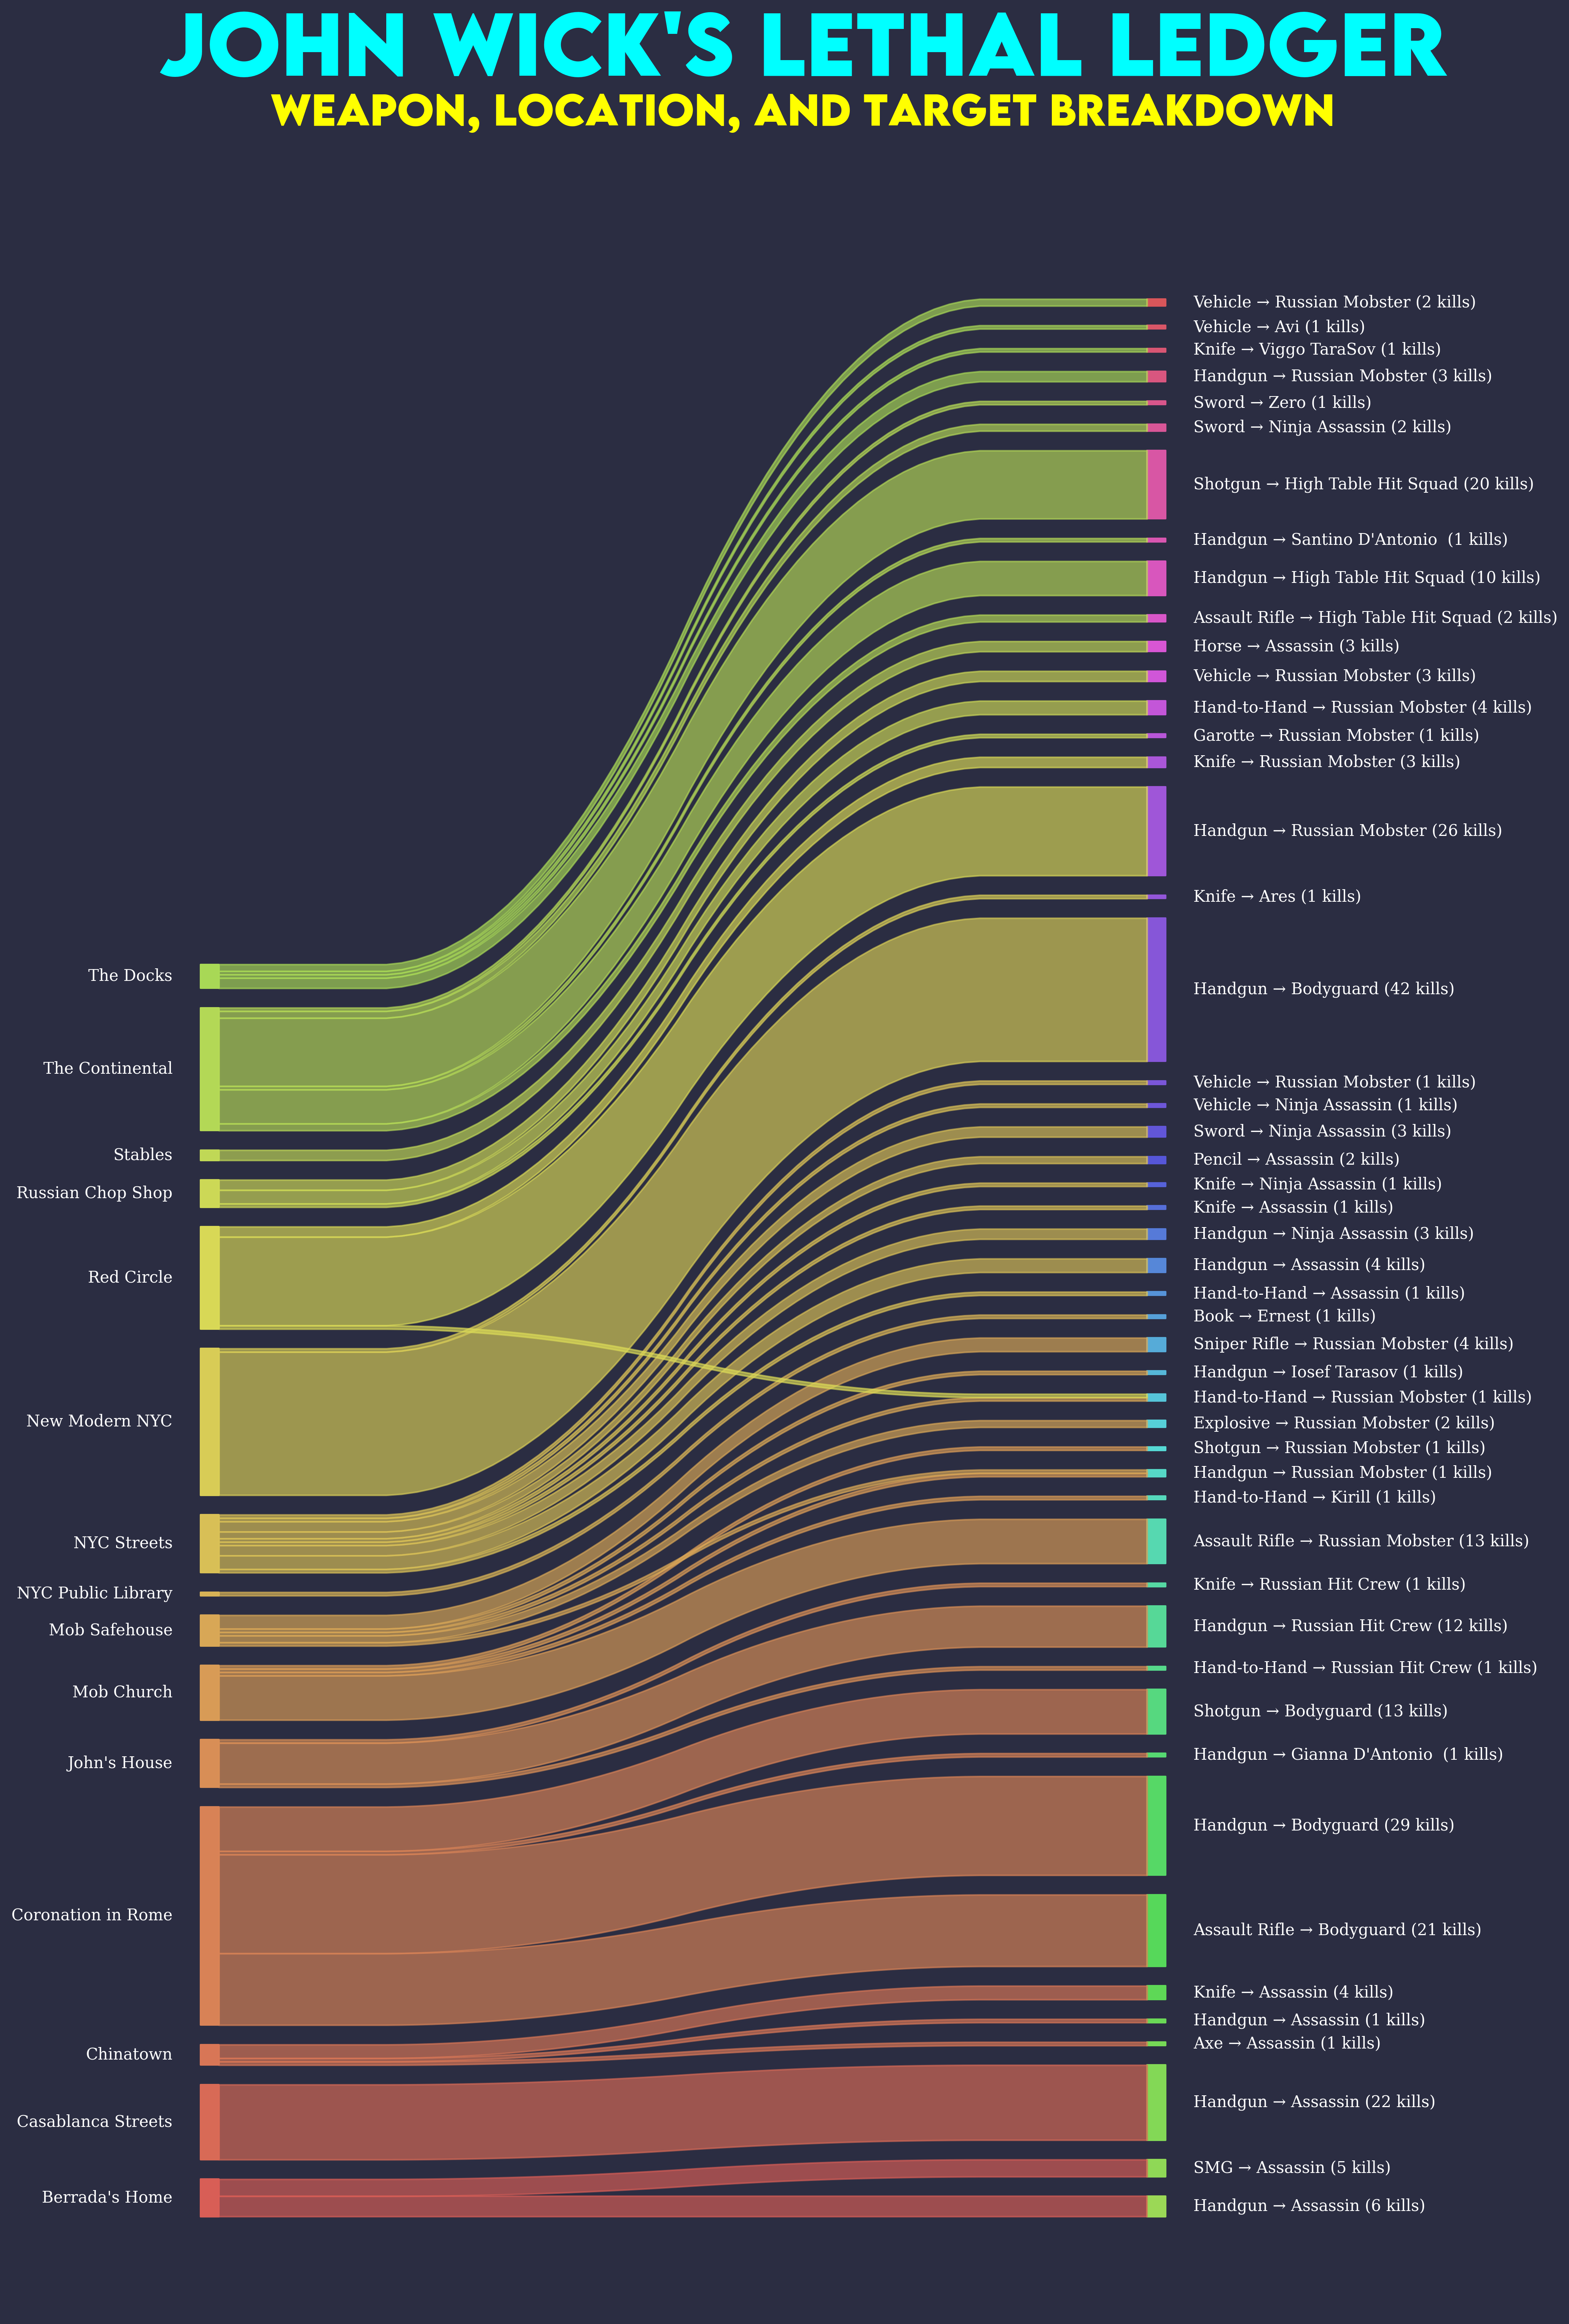 JOHN WICK'S LETHAL LEDGER
WEAPON, LOCATION, AND TARGET BREAKDOWN
The Docks
The Continental
Stables
Russian Chop Shop
Red Circle
New Modern NYC
NYC Streets
NYC Public Library
Mob Safehouse
Mob Church
John's House
Coronation in Rome
Chinatown
Casablanca Streets
Berrada's Home
Vehicle → Russian Mobster (2 kills)
Vehicle → Avi (1 kills)
Knife → Viggo TaraSov (1 kills)
Handgun → Russian Mobster (3 kills)
Sword → Zero (1 kills)
Sword → Ninja Assassin (2 kills)
Shotgun → High Table Hit Squad (20 kills)
Handgun → Santino D'Antonio  (1 kills)
Handgun → High Table Hit Squad (10 kills)
Assault Rifle → High Table Hit Squad (2 kills)
Horse → Assassin (3 kills)
Vehicle → Russian Mobster (3 kills)
Hand-to-Hand → Russian Mobster (4 kills)
Garotte → Russian Mobster (1 kills)
Knife → Russian Mobster (3 kills)
Handgun → Russian Mobster (26 kills)
Knife → Ares (1 kills)
Handgun → Bodyguard (42 kills)
Vehicle → Russian Mobster (1 kills)
Vehicle → Ninja Assassin (1 kills)
Sword → Ninja Assassin (3 kills)
Pencil → Assassin (2 kills)
Knife → Ninja Assassin (1 kills)
Knife → Assassin (1 kills)
Handgun → Ninja Assassin (3 kills)
Handgun → Assassin (4 kills)
Hand-to-Hand → Assassin (1 kills)
Book → Ernest (1 kills)
Sniper Rifle → Russian Mobster (4 kills)
Handgun → Iosef Tarasov (1 kills)
Hand-to-Hand → Russian Mobster (1 kills)
Explosive → Russian Mobster (2 kills)
Shotgun → Russian Mobster (1 kills)
Handgun → Russian Mobster (1 kills)
Hand-to-Hand → Kirill (1 kills)
Assault Rifle → Russian Mobster (13 kills)
Knife → Russian Hit Crew (1 kills)
Handgun → Russian Hit Crew (12 kills)
Hand-to-Hand → Russian Hit Crew (1 kills)
Shotgun → Bodyguard (13 kills)
Handgun → Gianna D'Antonio  (1 kills)
Handgun → Bodyguard (29 kills)
Assault Rifle → Bodyguard (21 kills)
Knife → Assassin (4 kills)
Handgun → Assassin (1 kills)
Axe → Assassin (1 kills)
Handgun → Assassin (22 kills)
SMG → Assassin (5 kills)
Handgun → Assassin (6 kills)